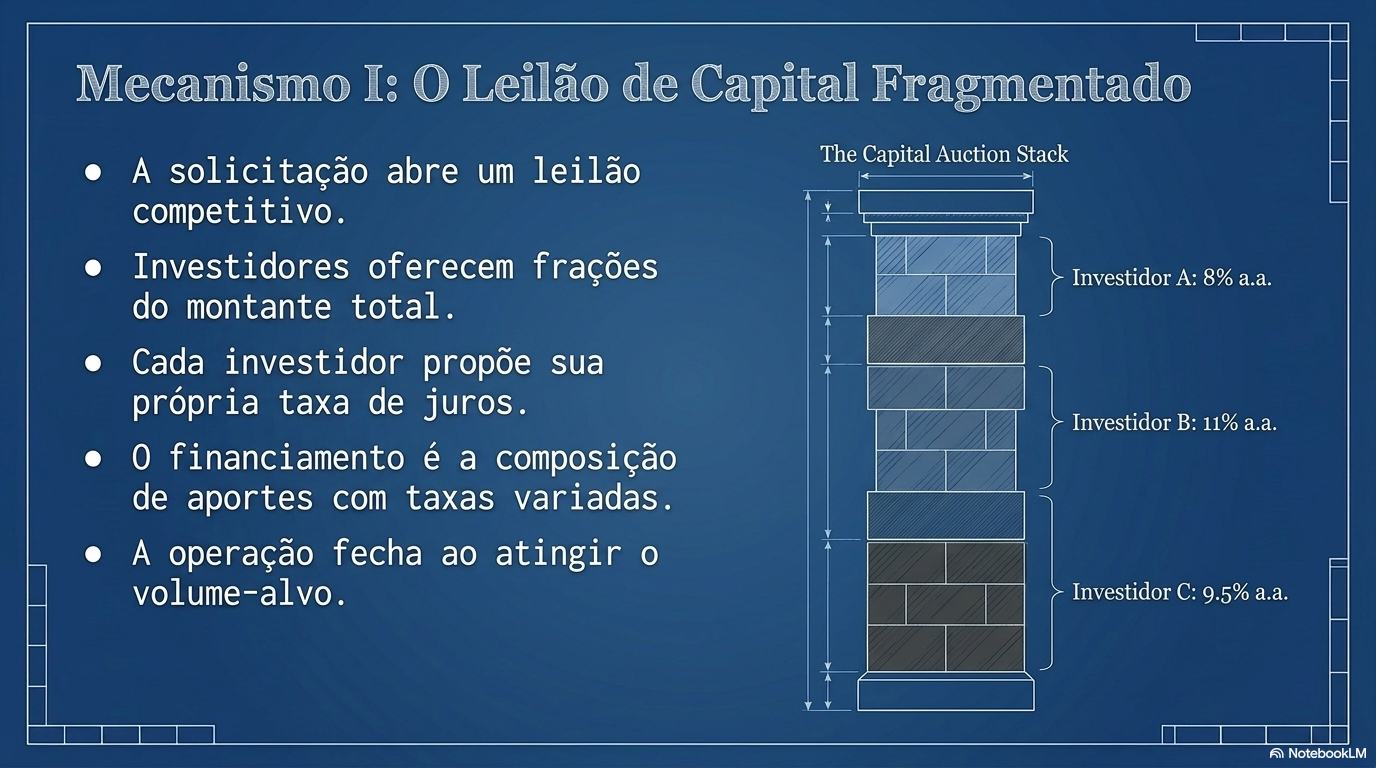 Mecanismo I: O Leilão de Capital Fragmentado
● A solicitação abre um leilão
competitivo.
● Investidores oferecem frações
do montante total.
● Cada investidor propõe sua
própria taxa de juros.
● O financiamento é a composição
de aportes com taxas variadas.
● A operação fecha ao atingir o
volume-alvo.
The Capital Auction Stack
Investidor A: 8% a.a.
Investidor B: 11% a.a.
Investidor C: 9.5% a.a.
NotebookLM